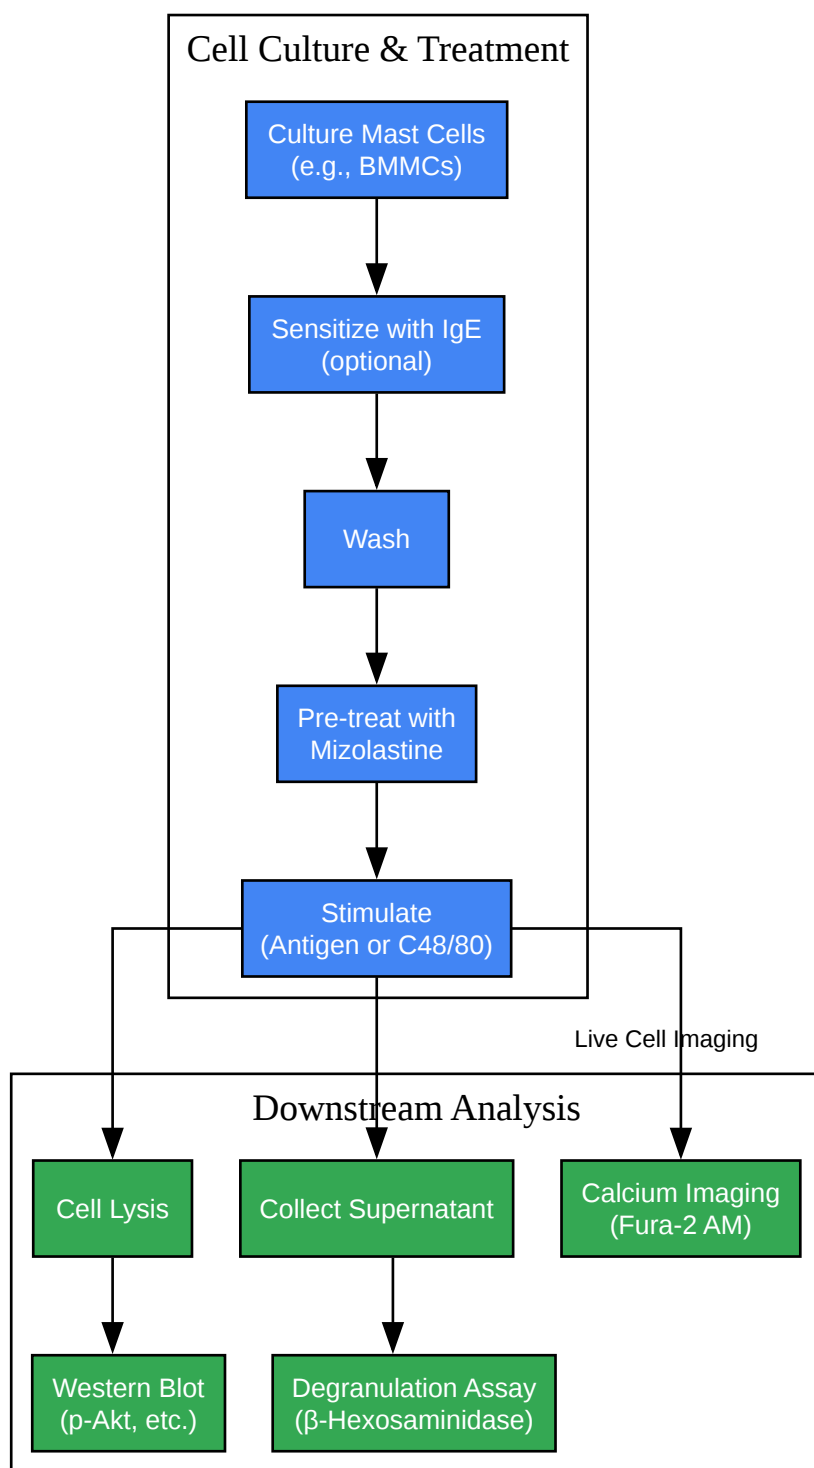 Cell Culture & Treatment
Culture Mast Cells
(e.g., BMMCs)
Sensitize with IgE
(optional)
Wash
Pre-treat with
Mizolastine
Stimulate
(Antigen or C48/80)
Live Cell Imaging
Downstream Analysis
Cell Lysis
Collect Supernatant
Calcium Imaging
(Fura-2 AM)
Western Blot
(p-Akt, etc.)
Degranulation Assay
(β-Hexosaminidase)